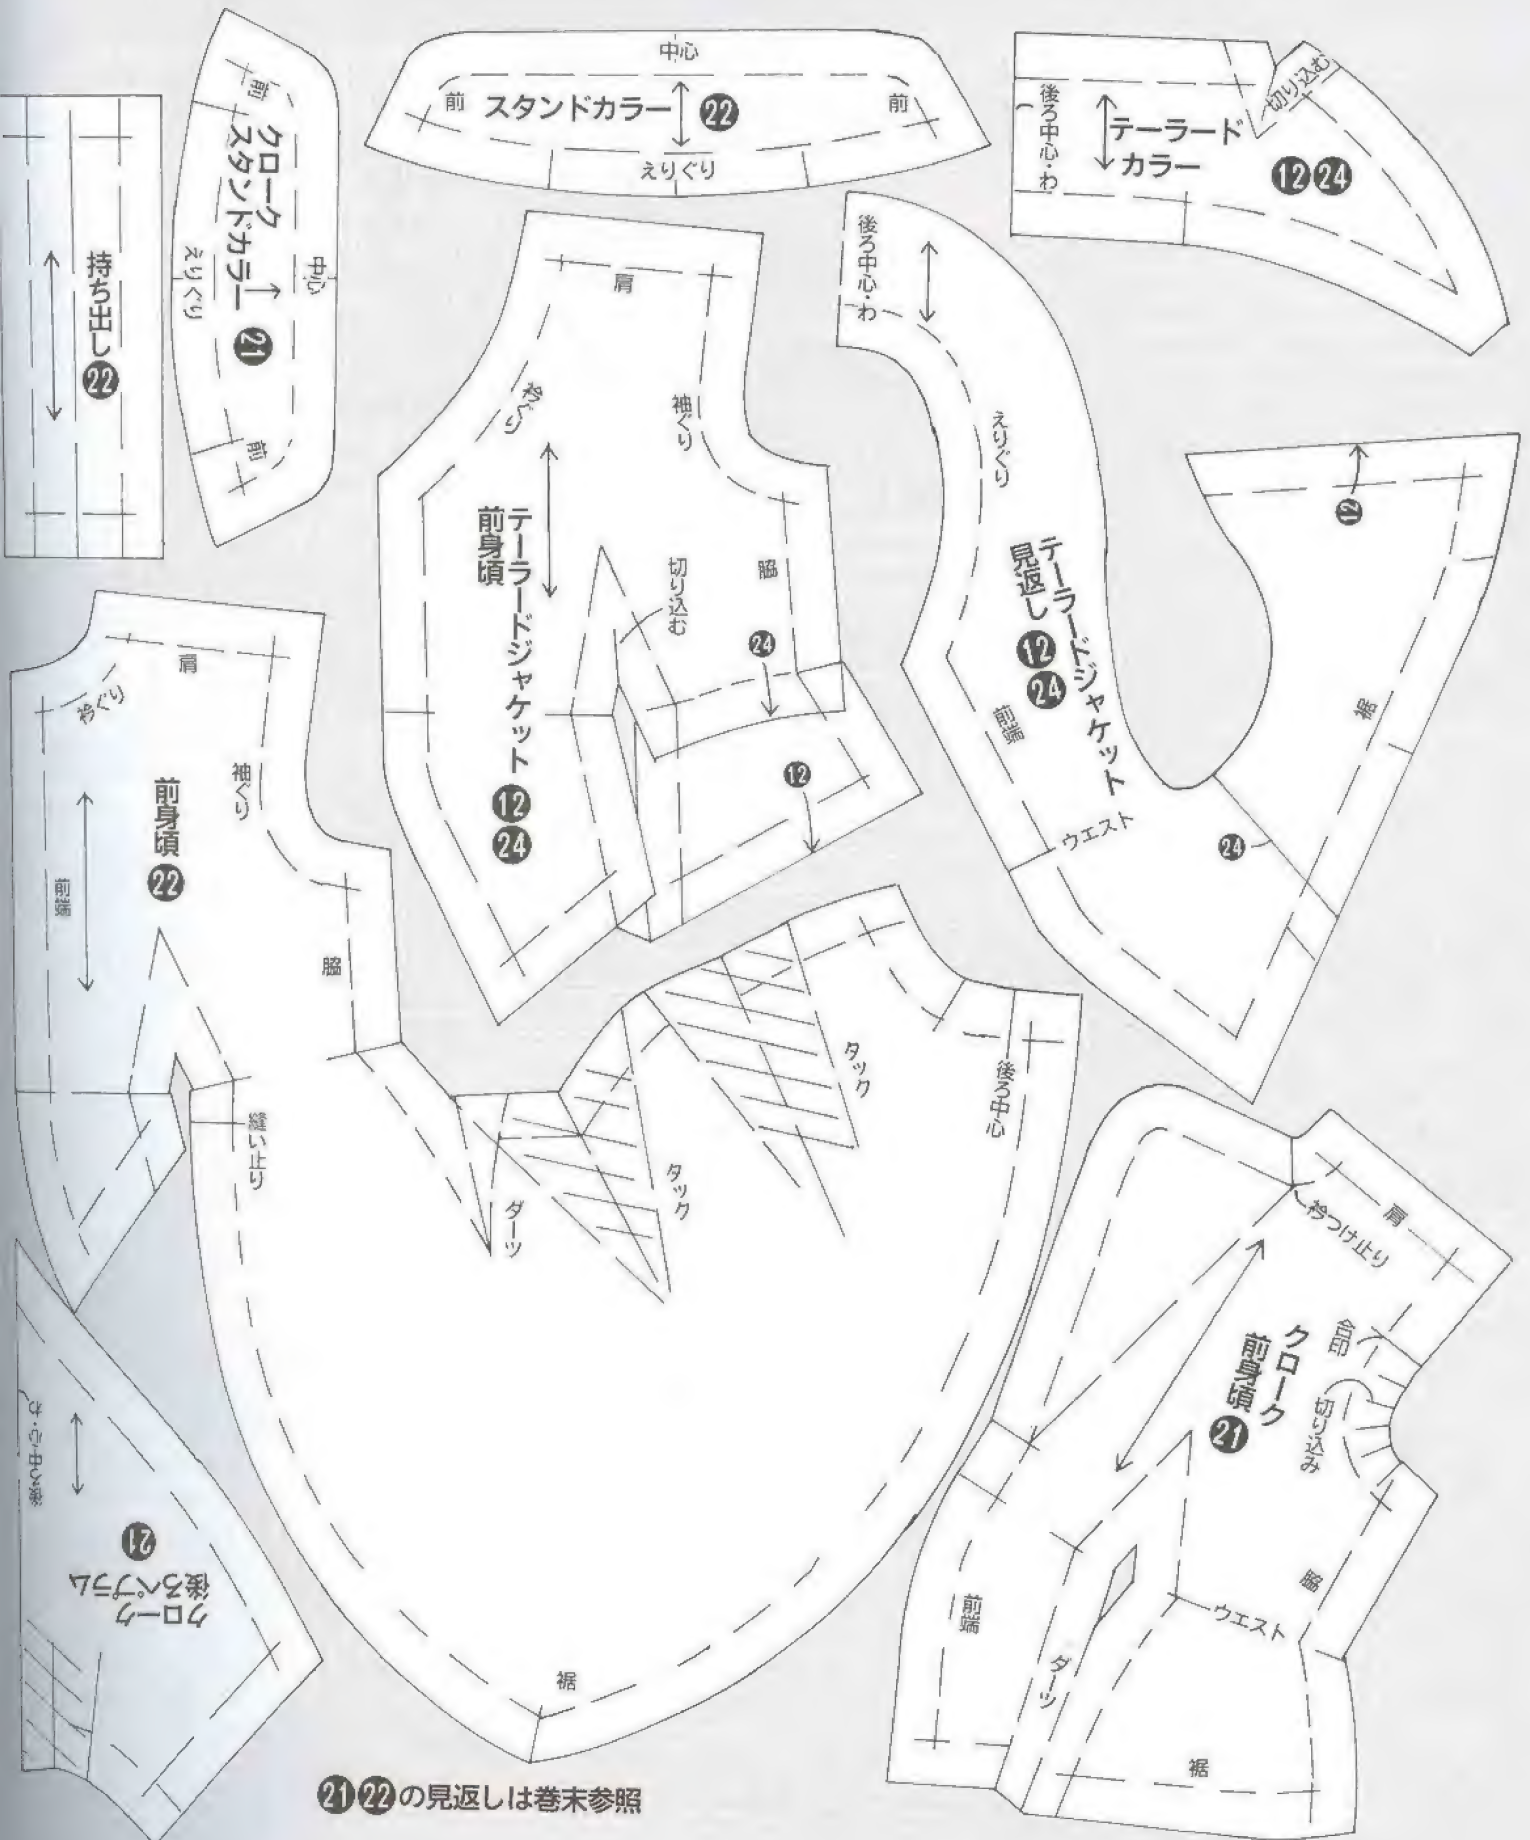 中心
前
スタンドカラー
22
前
えりぐり
切り込む
後ろ中心・わ
テーラード
カラー
12 24
前
クローク
スタンドカラー
21
えりぐり
中心
前
持ち出し
22
肩
衿ぐり
袖ぐり
テーラードジャケット
前身頃
12
24
切り込む
脇
24
12
後ろ中心・わ
えりぐり
テーラードジャケット
見返し
12
24
前端
ウエスト
12
裾
24
肩
衿ぐり
袖ぐり
前身頃
22
前端
脇
縫い止り
ダーツ
タック
タック
後ろ中心
裾
後ろ中心・わ
21
クローク
後ろペプラム
肩
衿つけ止り
合印
切り込み
クローク
前身頃
21
脇
ウエスト
前端
ダーツ
裾
21 22の見返しは巻末参照